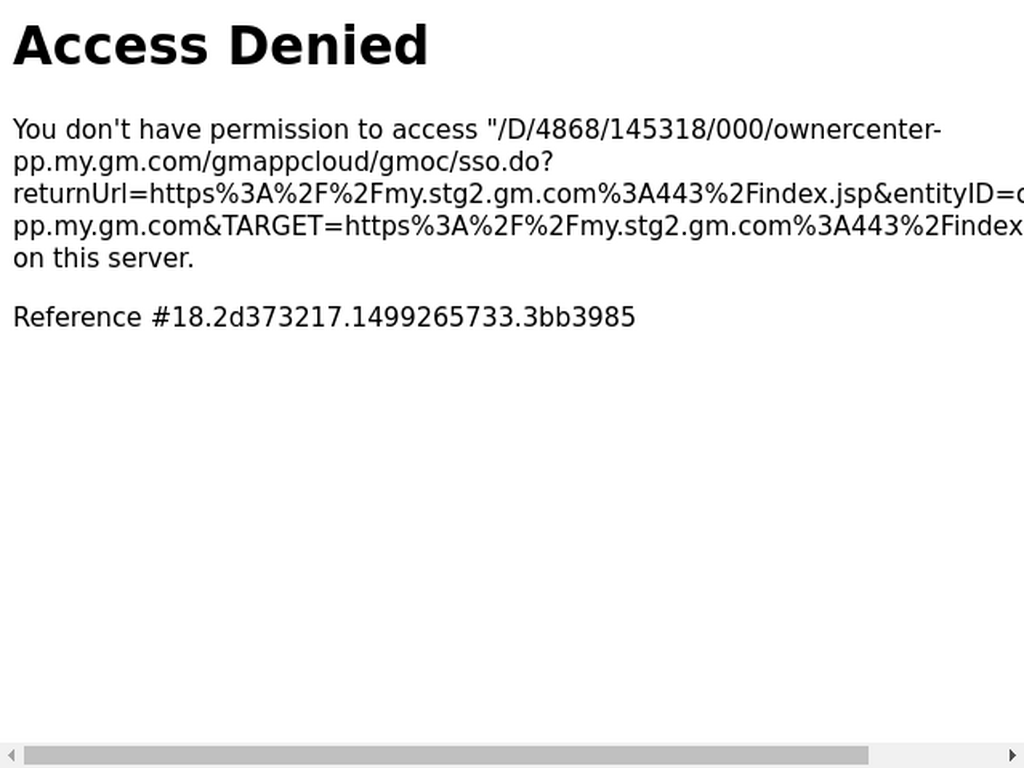 Access Denied
You don't have permission to access "/D/4868/145318/000/ownercenter-
pp.my.gm.com/gmappcloud/gmoc/sso.do?
returnUrl=https%3A%2F%2Fmy.stg2.gm.com%3A443%2Findex.jsp&entityID=
pp.my.gm.com&TARGET=https%3A%2F%2Fmy.stg2.gm.com%3A443%2Findex
on this server.
Reference #18.2d373217.1499265733.3bb3985